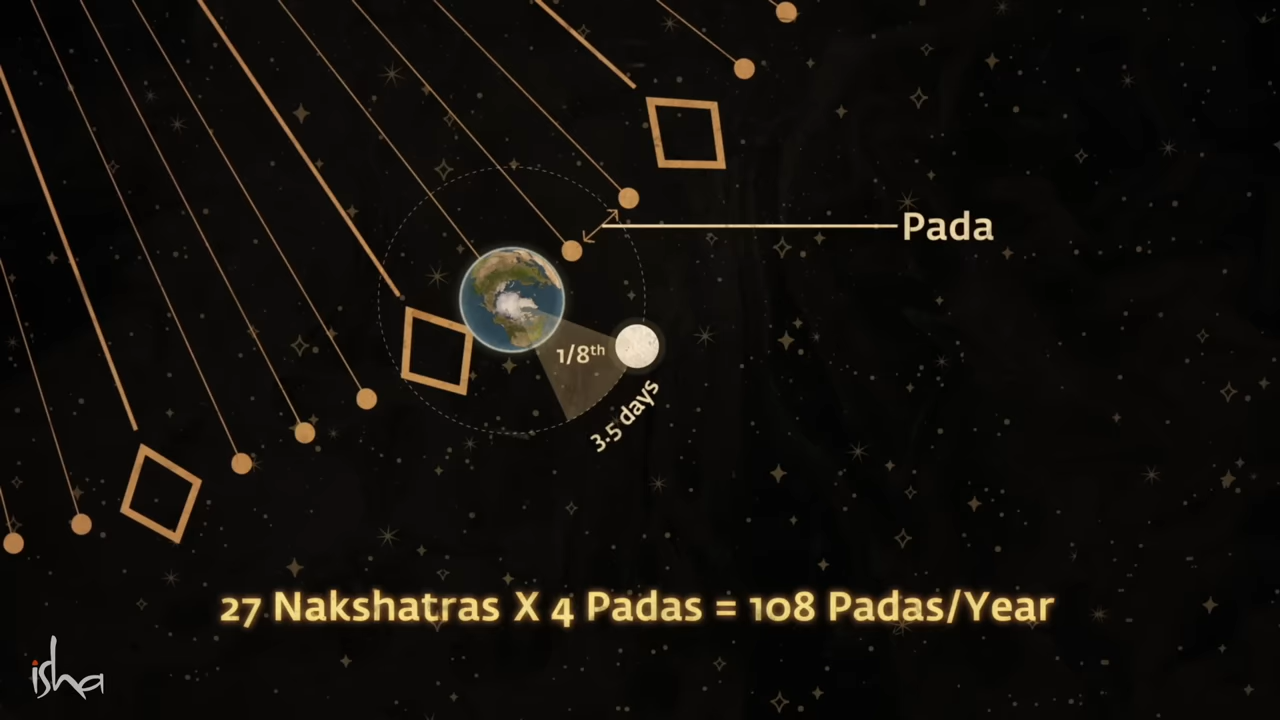 Pada
1/8th
3.5 days
27 Nakshatras X 4 Padas = 108 Padas/Year
isha